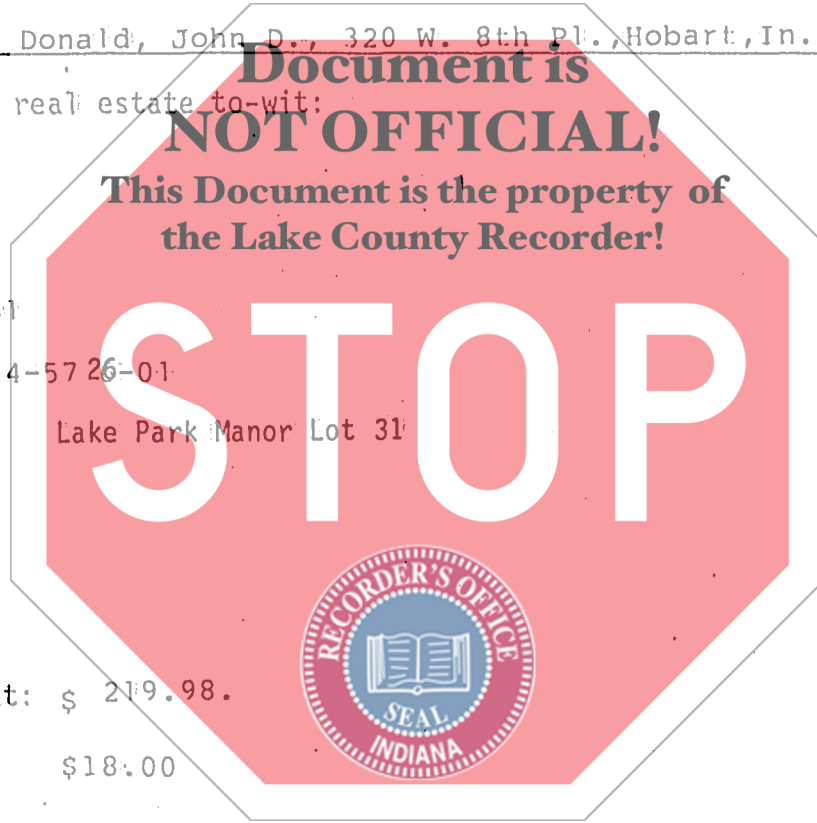 Donald, John D., 320 W. 8th Pl.,Hobart,In.
Document is
real estate to-wit:
NOT OFFICIAL!
This Document is the property of
the Lake County Recorder!
STOP
4-5726-01
Lake Park Manor Lot 31
RECORDER'S OFFICE
SEAL
INDIANA
t: $ 219.98.
$18.00